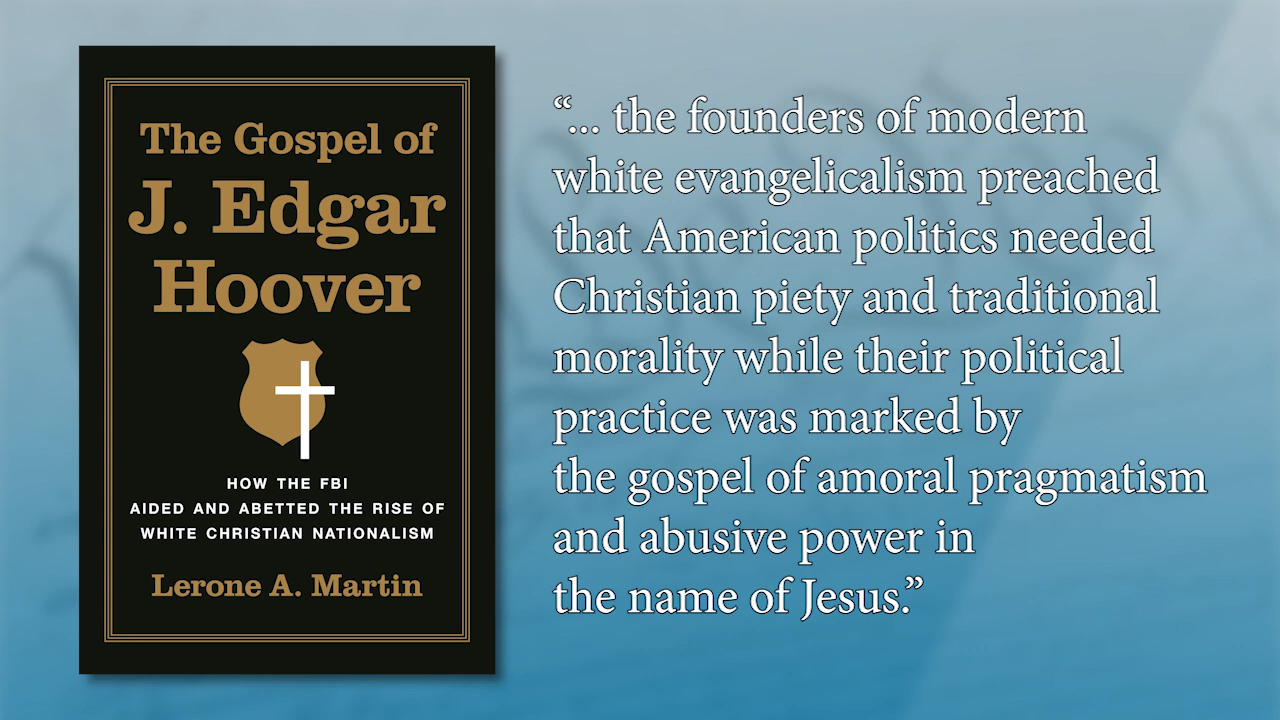 The Gospel of
J. Edgar
Hoover
HOW THE FBI
AIDED AND ABETTED THE RISE OF
WHITE CHRISTIAN NATIONALISM
Lerone A. Martin
“... the founders of modern
white evangelicalism preached
that American politics needed
Christian piety and traditional
morality while their political
practice was marked by
the gospel of amoral pragmatism
and abusive power in
the name of Jesus.”